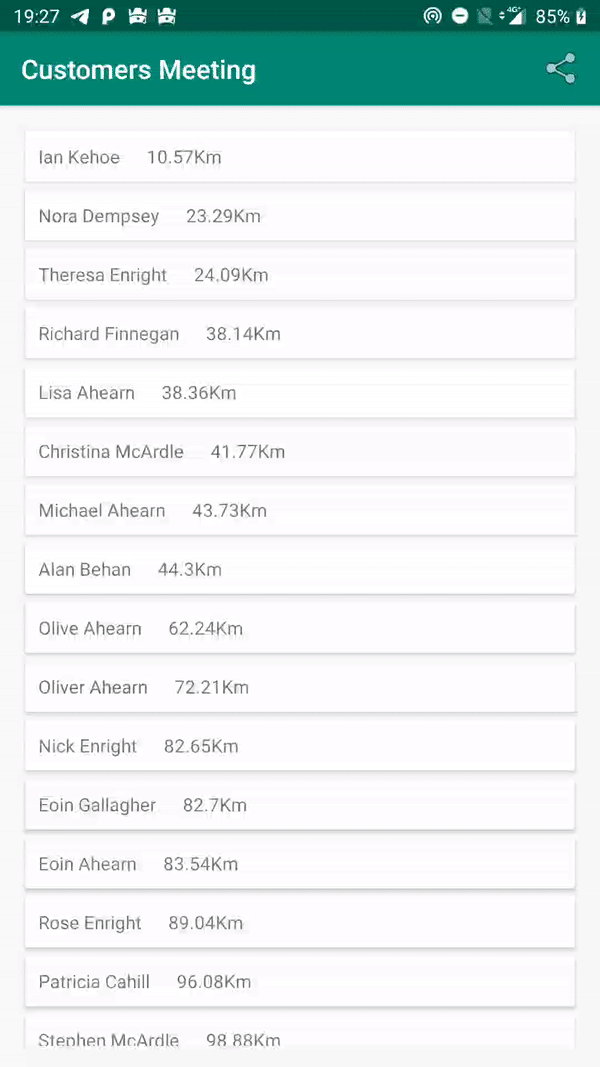 19:27 4G+ 85%
Customers Meeting
Ian Kehoe 10.57Km
Nora Dempsey 23.29Km
Theresa Enright 24.09Km
Richard Finnegan 38.14Km
Lisa Ahearn 38.36Km
Christina McArdle 41.77Km
Michael Ahearn 43.73Km
Alan Behan 44.3Km
Olive Ahearn 62.24Km
Oliver Ahearn 72.21Km
Nick Enright 82.65Km
Eoin Gallagher 82.7Km
Eoin Ahearn 83.54Km
Rose Enright 89.04Km
Patricia Cahill 96.08Km
Stephen McArdle 98.88Km